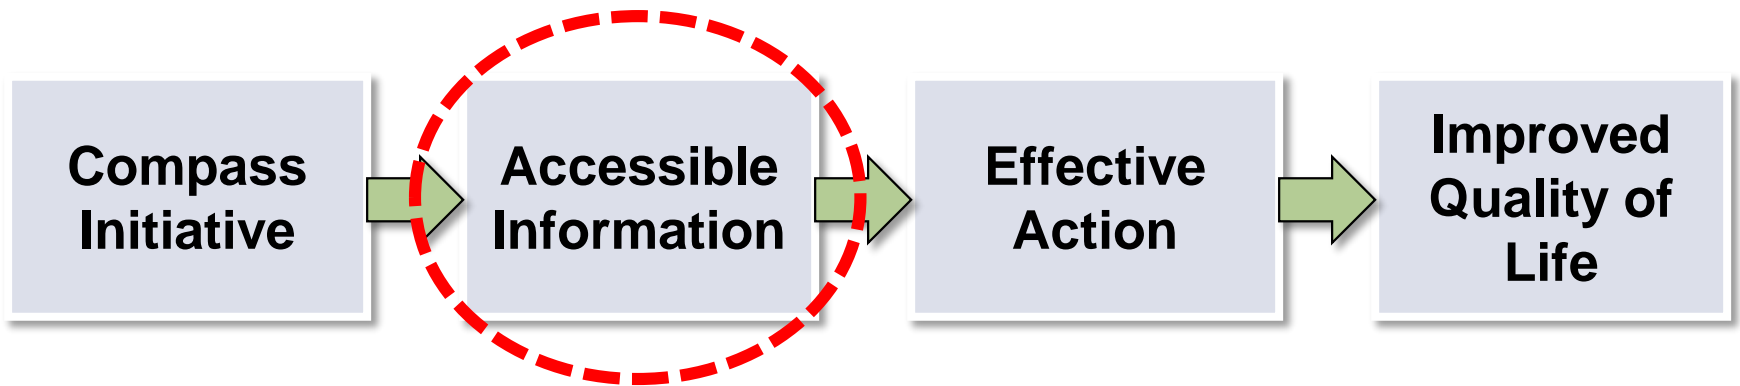 Compass
Initiative
Accessible
Information
Effective
Action
Improved
Quality of
Life